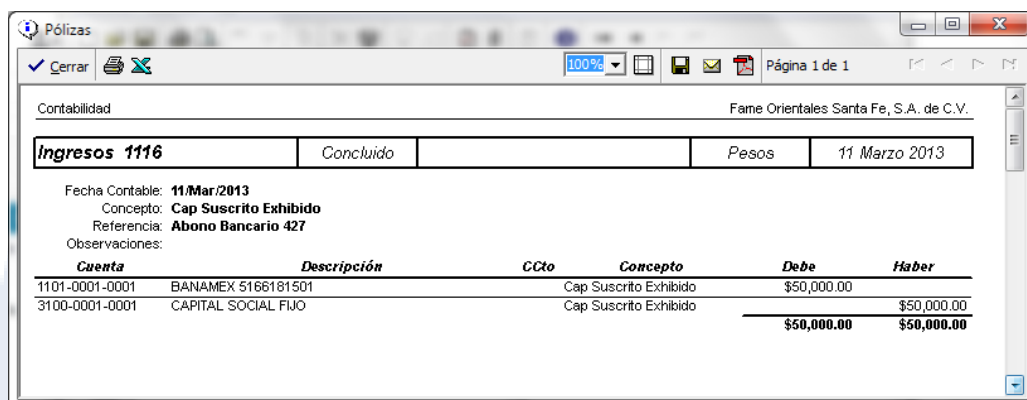 Pólizas
Cerrar 100% Página 1 de 1
Contabilidad Fame Orientales Santa Fe, S.A. de C.V.
Ingresos 1116 Concluido Pesos 11 Marzo 2013
Fecha Contable: 11/Mar/2013
Concepto: Cap Suscrito Exhibido
Referencia: Abono Bancario 427
Observaciones:
Cuenta Descripción CCto Concepto Debe Haber
1101-0001-0001 BANAMEX 5166181501 Cap Suscrito Exhibido $50,000.00
3100-0001-0001 CAPITAL SOCIAL FIJO Cap Suscrito Exhibido $50,000.00
$50,000.00 $50,000.00